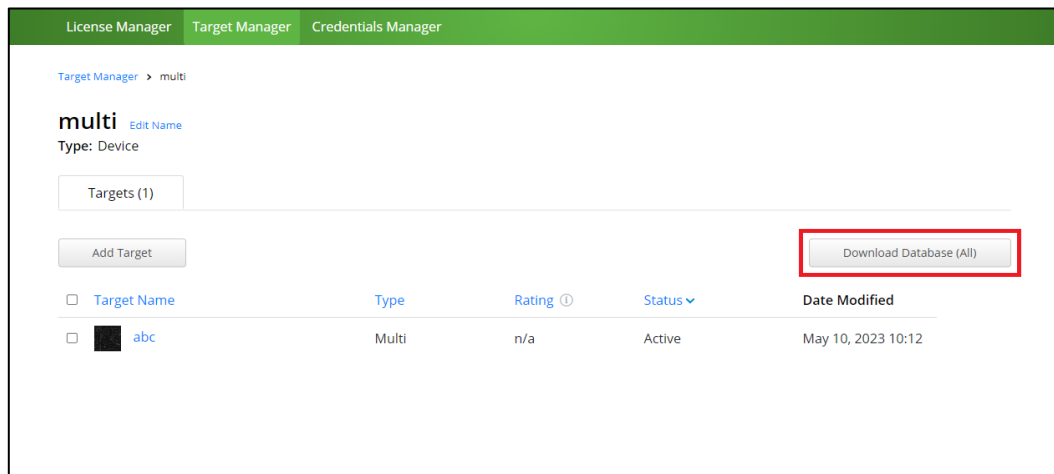 License Manager Target Manager Credentials Manager
Target Manager > multi
multi Edit Name
Type: Device
Targets (1)
Add Target Download Database (All)
Target Name Type Rating Status Date Modified
abc Multi n/a Active May 10, 2023 10:12